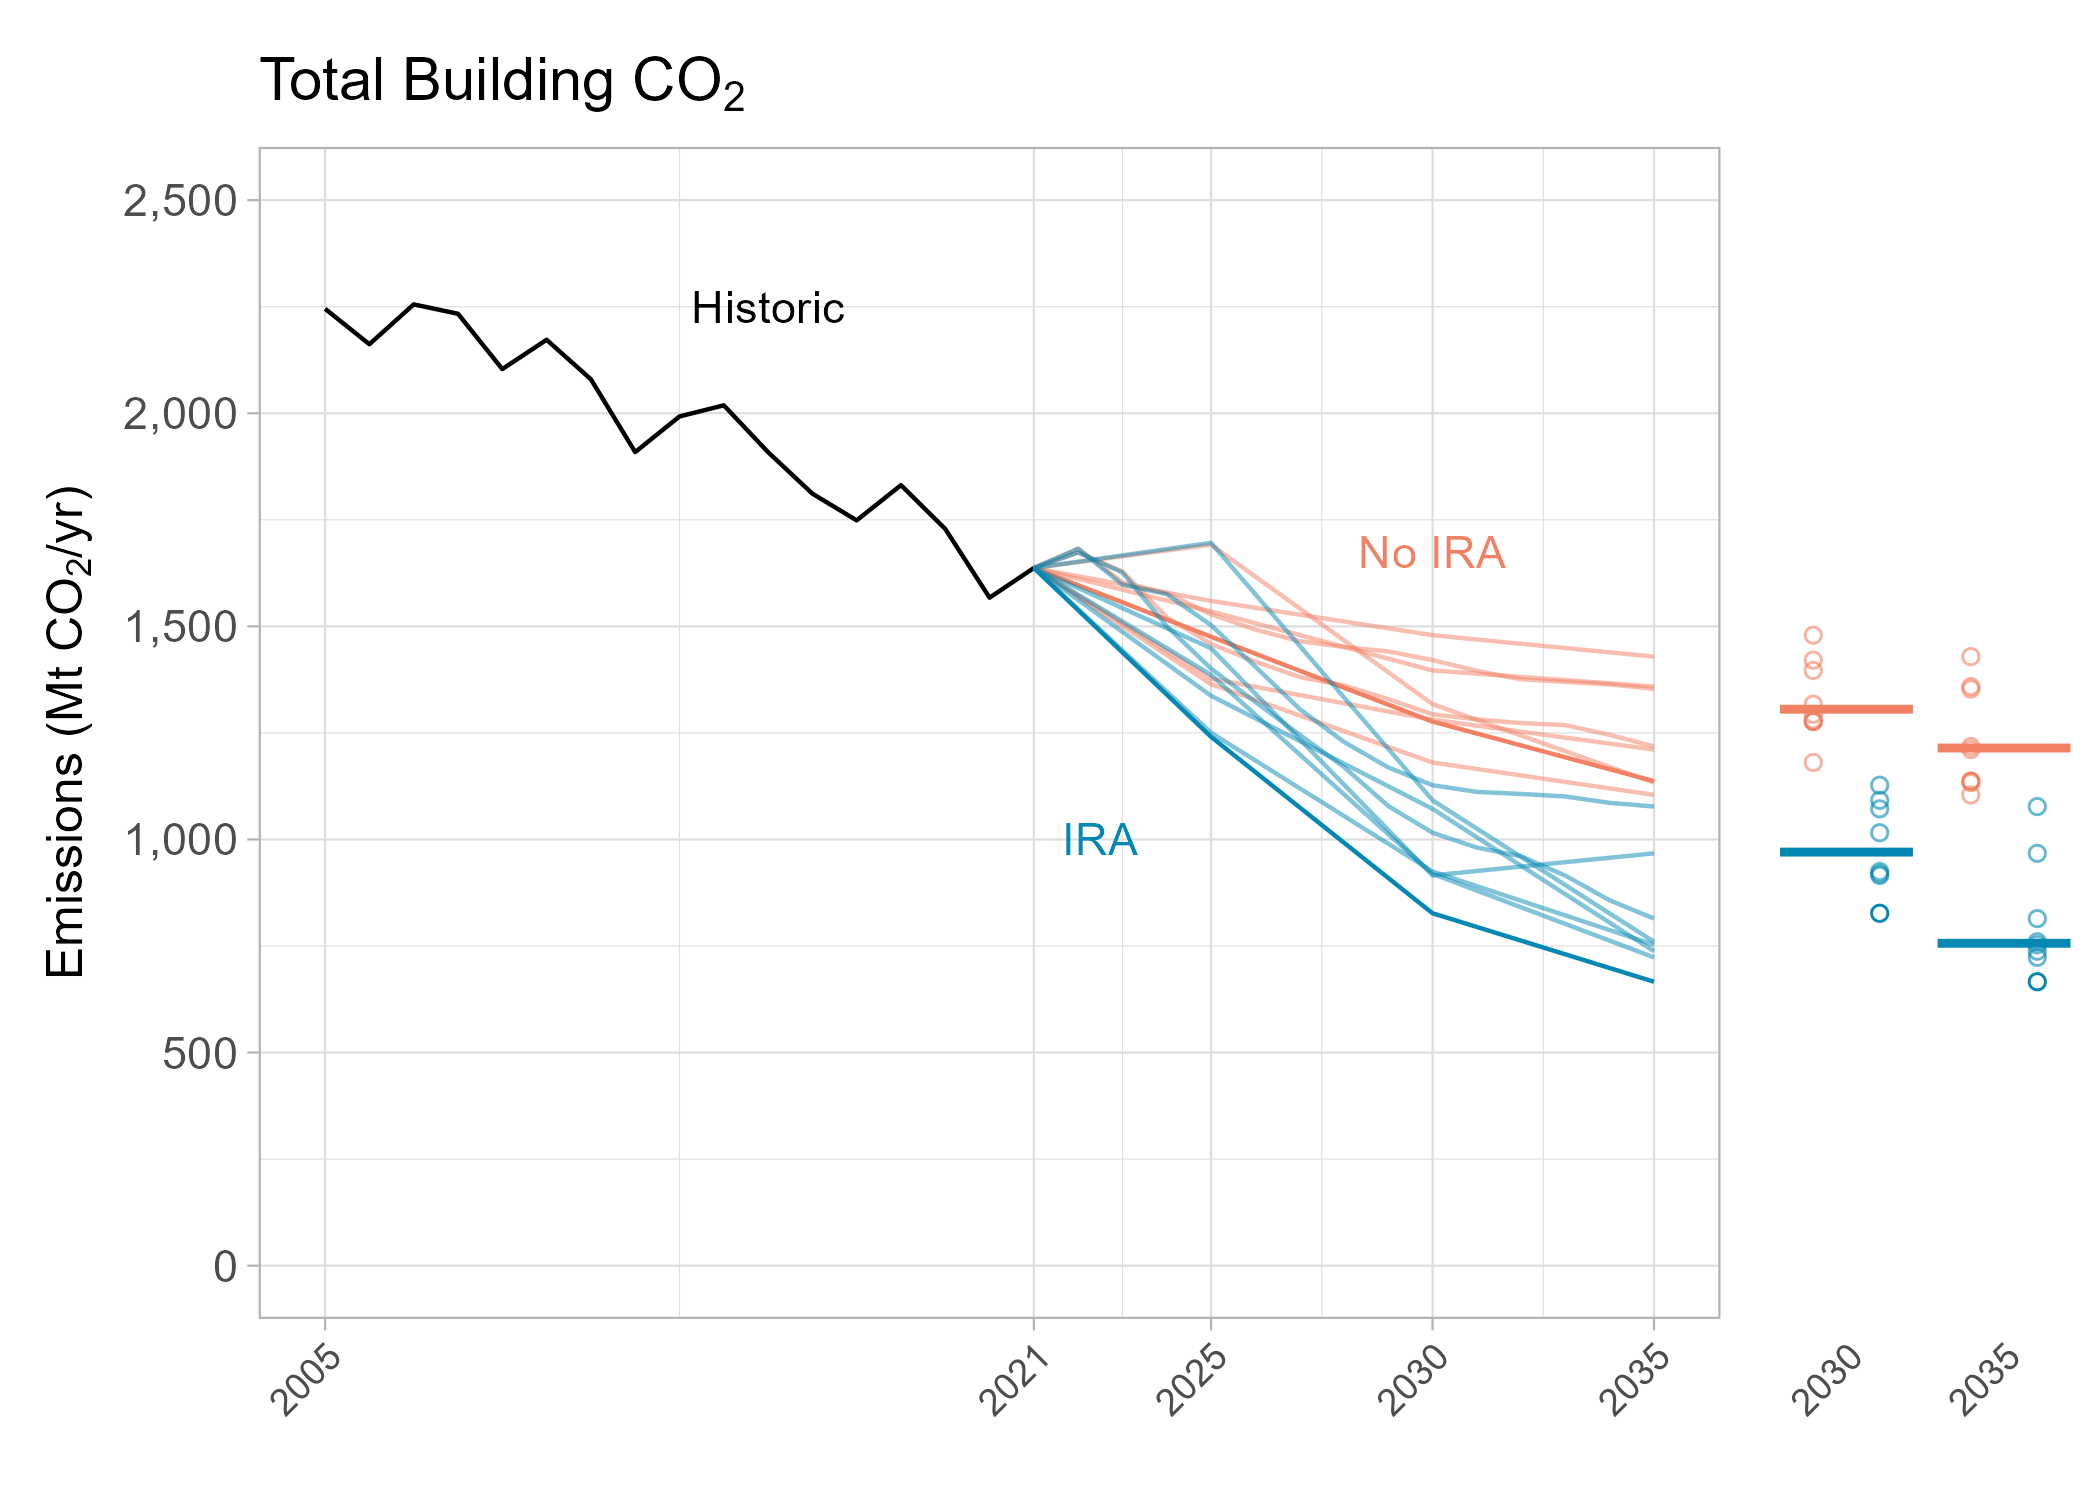 Total Building CO₂
Emissions (Mt CO₂/yr)
2,500
2,000
1,500
1,000
500
0
Historic
No IRA
IRA
2005
2021
2025
2030
2035
2030
2035